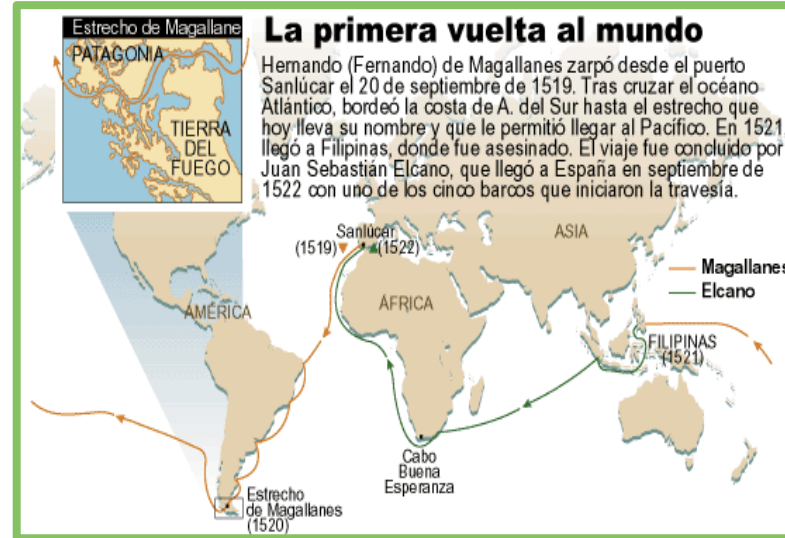 Estrecho de Magallane
PATAGONIA
TIERRA
DEL
FUEGO
La primera vuelta al mundo
Hernando (Fernando) de Magallanes zarpó desde el puerto
Sanlúcar el 20 de septiembre de 1519. Tras cruzar el océano
Atlántico, bordeó la costa de A. del Sur hasta el estrecho que
hoy lleva su nombre y que le permitió llegar al Pacífico. En 1521,
llegó a Filipinas, donde fue asesinado. El viaje fue concluido por
Juan Sebastián Elcano, que llegó a España en septiembre de
1522 con uno de los cinco barcos que iniciaron la travesía.
Sanlúcar
(1519)
(1522)
ASIA
Magallanes
Elcano
AMÉRICA
ÁFRICA
FILIPINAS
(1521)
Cabo
Buena
Esperanza
Estrecho
de Magallanes
(1520)